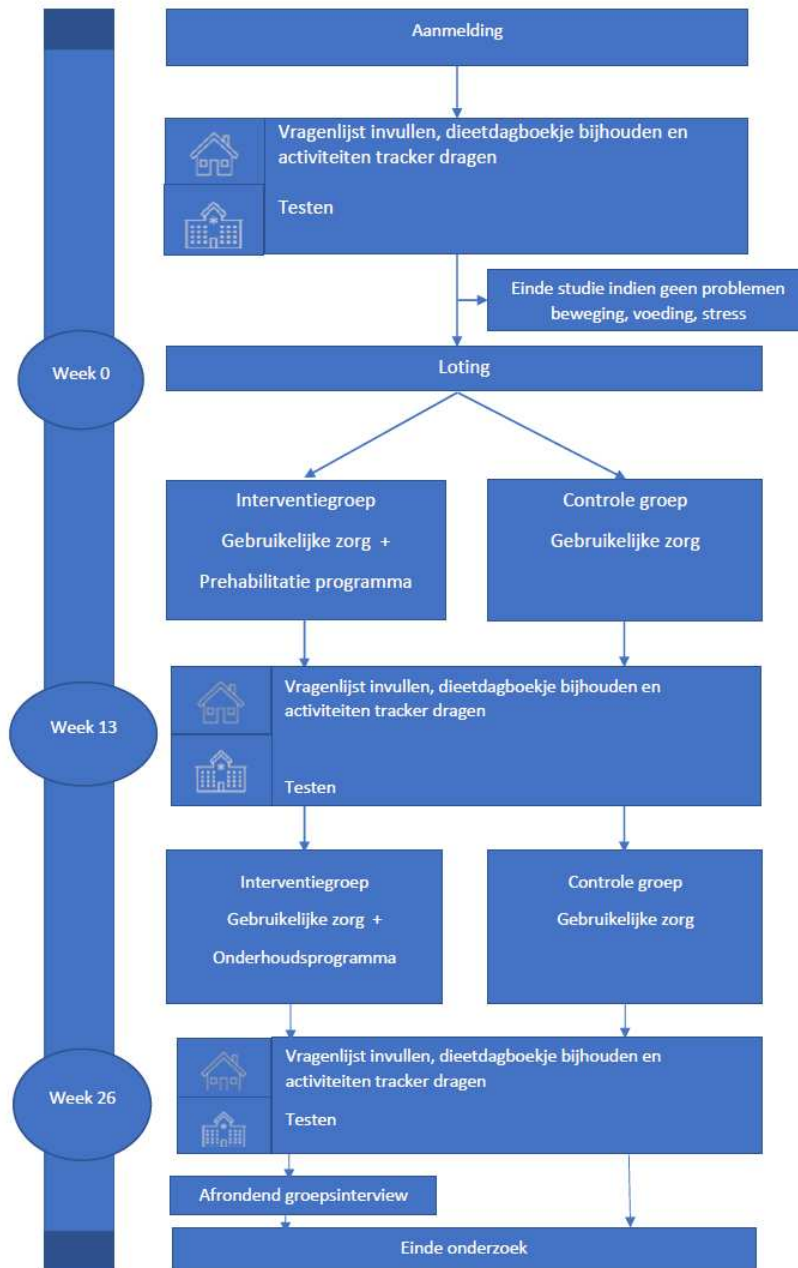 Aanmelding
Vragenlijst invullen, dieetdagboekje bijhouden en
activiteiten tracker dragen
Testen
Einde studie indien geen problemen
beweging, voeding, stress
Week 0
Loting
Interventiegroep
Gebruikelijke zorg +
Prehabilitatie programma
Controle groep
Gebruikelijke zorg
Week 13
Vragenlijst invullen, dieetdagboekje bijhouden en
activiteiten tracker dragen
Testen
Interventiegroep
Gebruikelijke zorg +
Onderhoudsprogramma
Controle groep
Gebruikelijke zorg
Week 26
Vragenlijst invullen, dieetdagboekje bijhouden en
activiteiten tracker dragen
Testen
Afrondend groepsinterview
Einde onderzoek